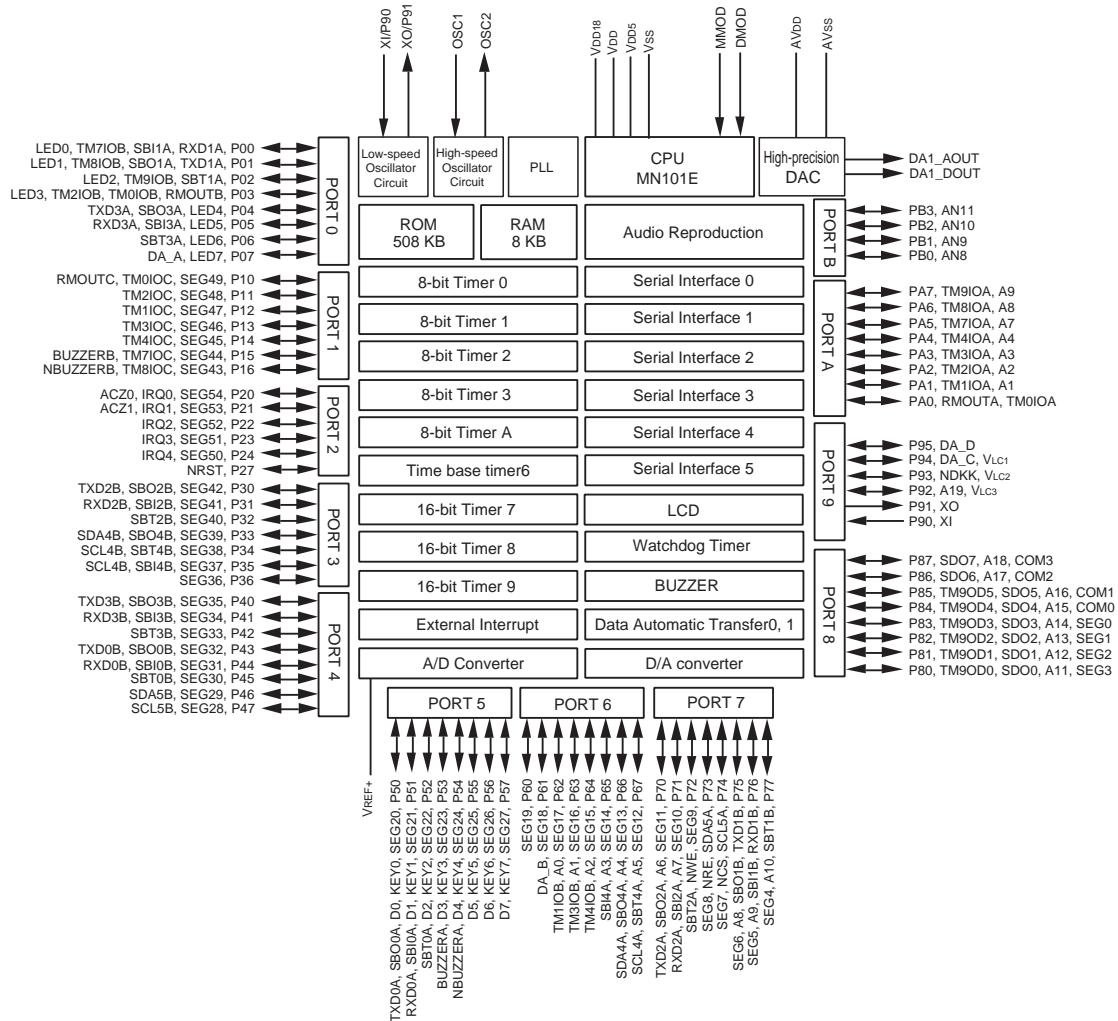 XI/P90
XO/P91
OSC1
OSC2
VDD18
VDD
VDD5
VSS
MMOD
DMOD
AVDD
AVSS
LED0, TM7IOB, SBI1A, RXD1A, P00
LED1, TM8IOB, SBO1A, TXD1A, P01
LED2, TM9IOB, SBT1A, P02
LED3, TM2IOB, TM0IOB, RMOUTB, P03
TXD3A, SBO3A, LED4, P04
RXD3A, SBI3A, LED5, P05
SBT3A, LED6, P06
DA_A, LED7, P07
PORT 0
RMOUTC, TM0IOC, SEG49, P10
TM2IOC, SEG48, P11
TM1IOC, SEG47, P12
TM3IOC, SEG46, P13
TM4IOC, SEG45, P14
BUZZERB, TM7IOC, SEG44, P15
NBUZZERB, TM8IOC, SEG43, P16
PORT 1
ACZ0, IRQ0, SEG54, P20
ACZ1, IRQ1, SEG53, P21
IRQ2, SEG52, P22
IRQ3, SEG51, P23
IRQ4, SEG50, P24
NRST, P27
PORT 2
TXD2B, SBO2B, SEG42, P30
RXD2B, SBI2B, SEG41, P31
SBT2B, SEG40, P32
SDA4B, SBO4B, SEG39, P33
SCL4B, SBT4B, SEG38, P34
SCL4B, SBI4B, SEG37, P35
SEG36, P36
PORT 3
TXD3B, SBO3B, SEG35, P40
RXD3B, SBI3B, SEG34, P41
SBT3B, SEG33, P42
TXD0B, SBO0B, SEG32, P43
RXD0B, SBI0B, SEG31, P44
SBT0B, SEG30, P45
SDA5B, SEG29, P46
SCL5B, SEG28, P47
PORT 4
Low-speed
Oscillator
Circuit
High-speed
Oscillator
Circuit
PLL
CPU
MN101E
High-precision
DAC
ROM
508 KB
RAM
8 KB
Audio Reproduction
8-bit Timer 0
Serial Interface 0
8-bit Timer 1
Serial Interface 1
8-bit Timer 2
Serial Interface 2
8-bit Timer 3
Serial Interface 3
8-bit Timer A
Serial Interface 4
Time base timer6
Serial Interface 5
16-bit Timer 7
LCD
16-bit Timer 8
Watchdog Timer
16-bit Timer 9
BUZZER
External Interrupt
Data Automatic Transfer0, 1
A/D Converter
D/A converter
DA1_AOUT
DA1_DOUT
PORT B
PB3, AN11
PB2, AN10
PB1, AN9
PB0, AN8
PORT A
PA7, TM9IOA, A9
PA6, TM8IOA, A8
PA5, TM7IOA, A7
PA4, TM4IOA, A4
PA3, TM3IOA, A3
PA2, TM2IOA, A2
PA1, TM1IOA, A1
PA0, RMOUTA, TM0IOA
PORT 9
P95, DA_D
P94, DA_C, VLC1
P93, NDKK, VLC2
P92, A19, VLC3
P91, XO
P90, XI
PORT 8
P87, SDO7, A18, COM3
P86, SDO6, A17, COM2
P85, TM9OD5, SDO5, A16, COM1
P84, TM9OD4, SDO4, A15, COM0
P83, TM9OD3, SDO3, A14, SEG0
P82, TM9OD2, SDO2, A13, SEG1
P81, TM9OD1, SDO1, A12, SEG2
P80, TM9OD0, SDO0, A11, SEG3
PORT 5
PORT 6
PORT 7
VREF+
TXD0A, SBO0A, D0, KEY0, SEG20, P50
RXD0A, SBI0A, D1, KEY1, SEG21, P51
SBT0A, D2, KEY2, SEG22, P52
BUZZERA, D3, KEY3, SEG23, P53
NBUZZERA, D4, KEY4, SEG24, P54
D5, KEY5, SEG25, P55
D6, KEY6, SEG26, P56
D7, KEY7, SEG27, P57
SEG19, P60
DA_B, SEG18, P61
TM1IOB, A0, SEG17, P62
TM3IOB, A1, SEG16, P63
TM4IOB, A2, SEG15, P64
SBI4A, A3, SEG14, P65
SDA4A, SBO4A, A4, SEG13, P66
SCL4A, SBT4A, A5, SEG12, P67
TXD2A, SBO2A, A6, SEG11, P70
RXD2A, SBI2A, A7, SEG10, P71
SBT2A, NWE, SEG9, P72
SEG8, NRE, SDA5A, P73
SEG7, NCS, SCL5A, P74
SEG6, A8, SBO1B, TXD1B, P75
SEG5, A9, SBI1B, RXD1B, P76
SEG4, A10, SBT1B, P77